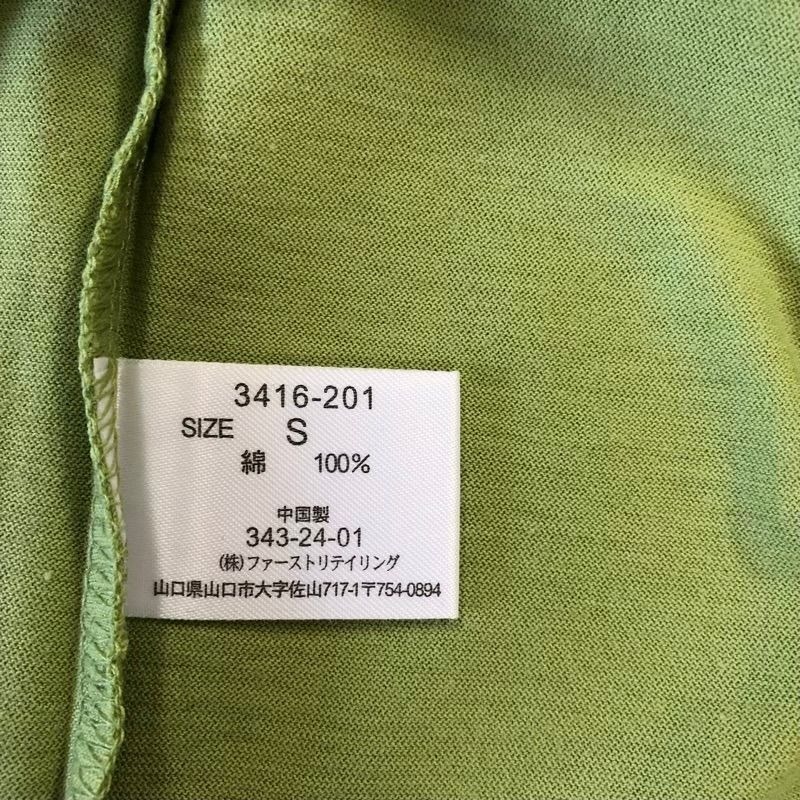 3416-201
SIZE S
綿 100%
中国製
343-24-01
(株)ファーストリテイリング
山口県山口市大字佐山717-1〒754-0894